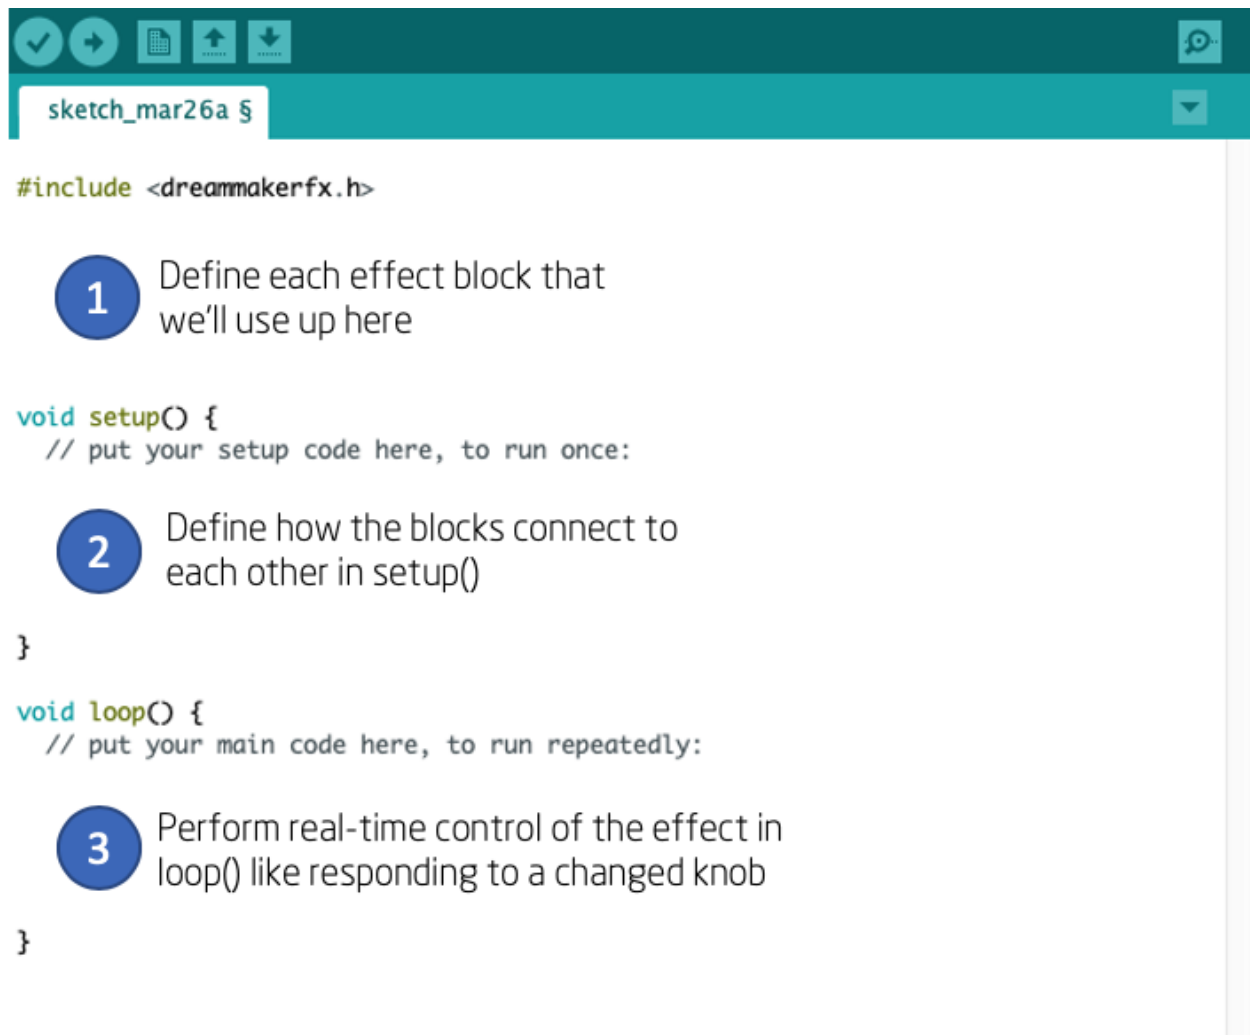 sketch_mar26a §
#include <dreammakerfx.h>
1
Define each effect block that
we'll use up here
void setup() {
// put your setup code here, to run once:
2
Define how the blocks connect to
each other in setup()
}
void loop() {
// put your main code here, to run repeatedly:
3
Perform real-time control of the effect in
loop() like responding to a changed knob
}